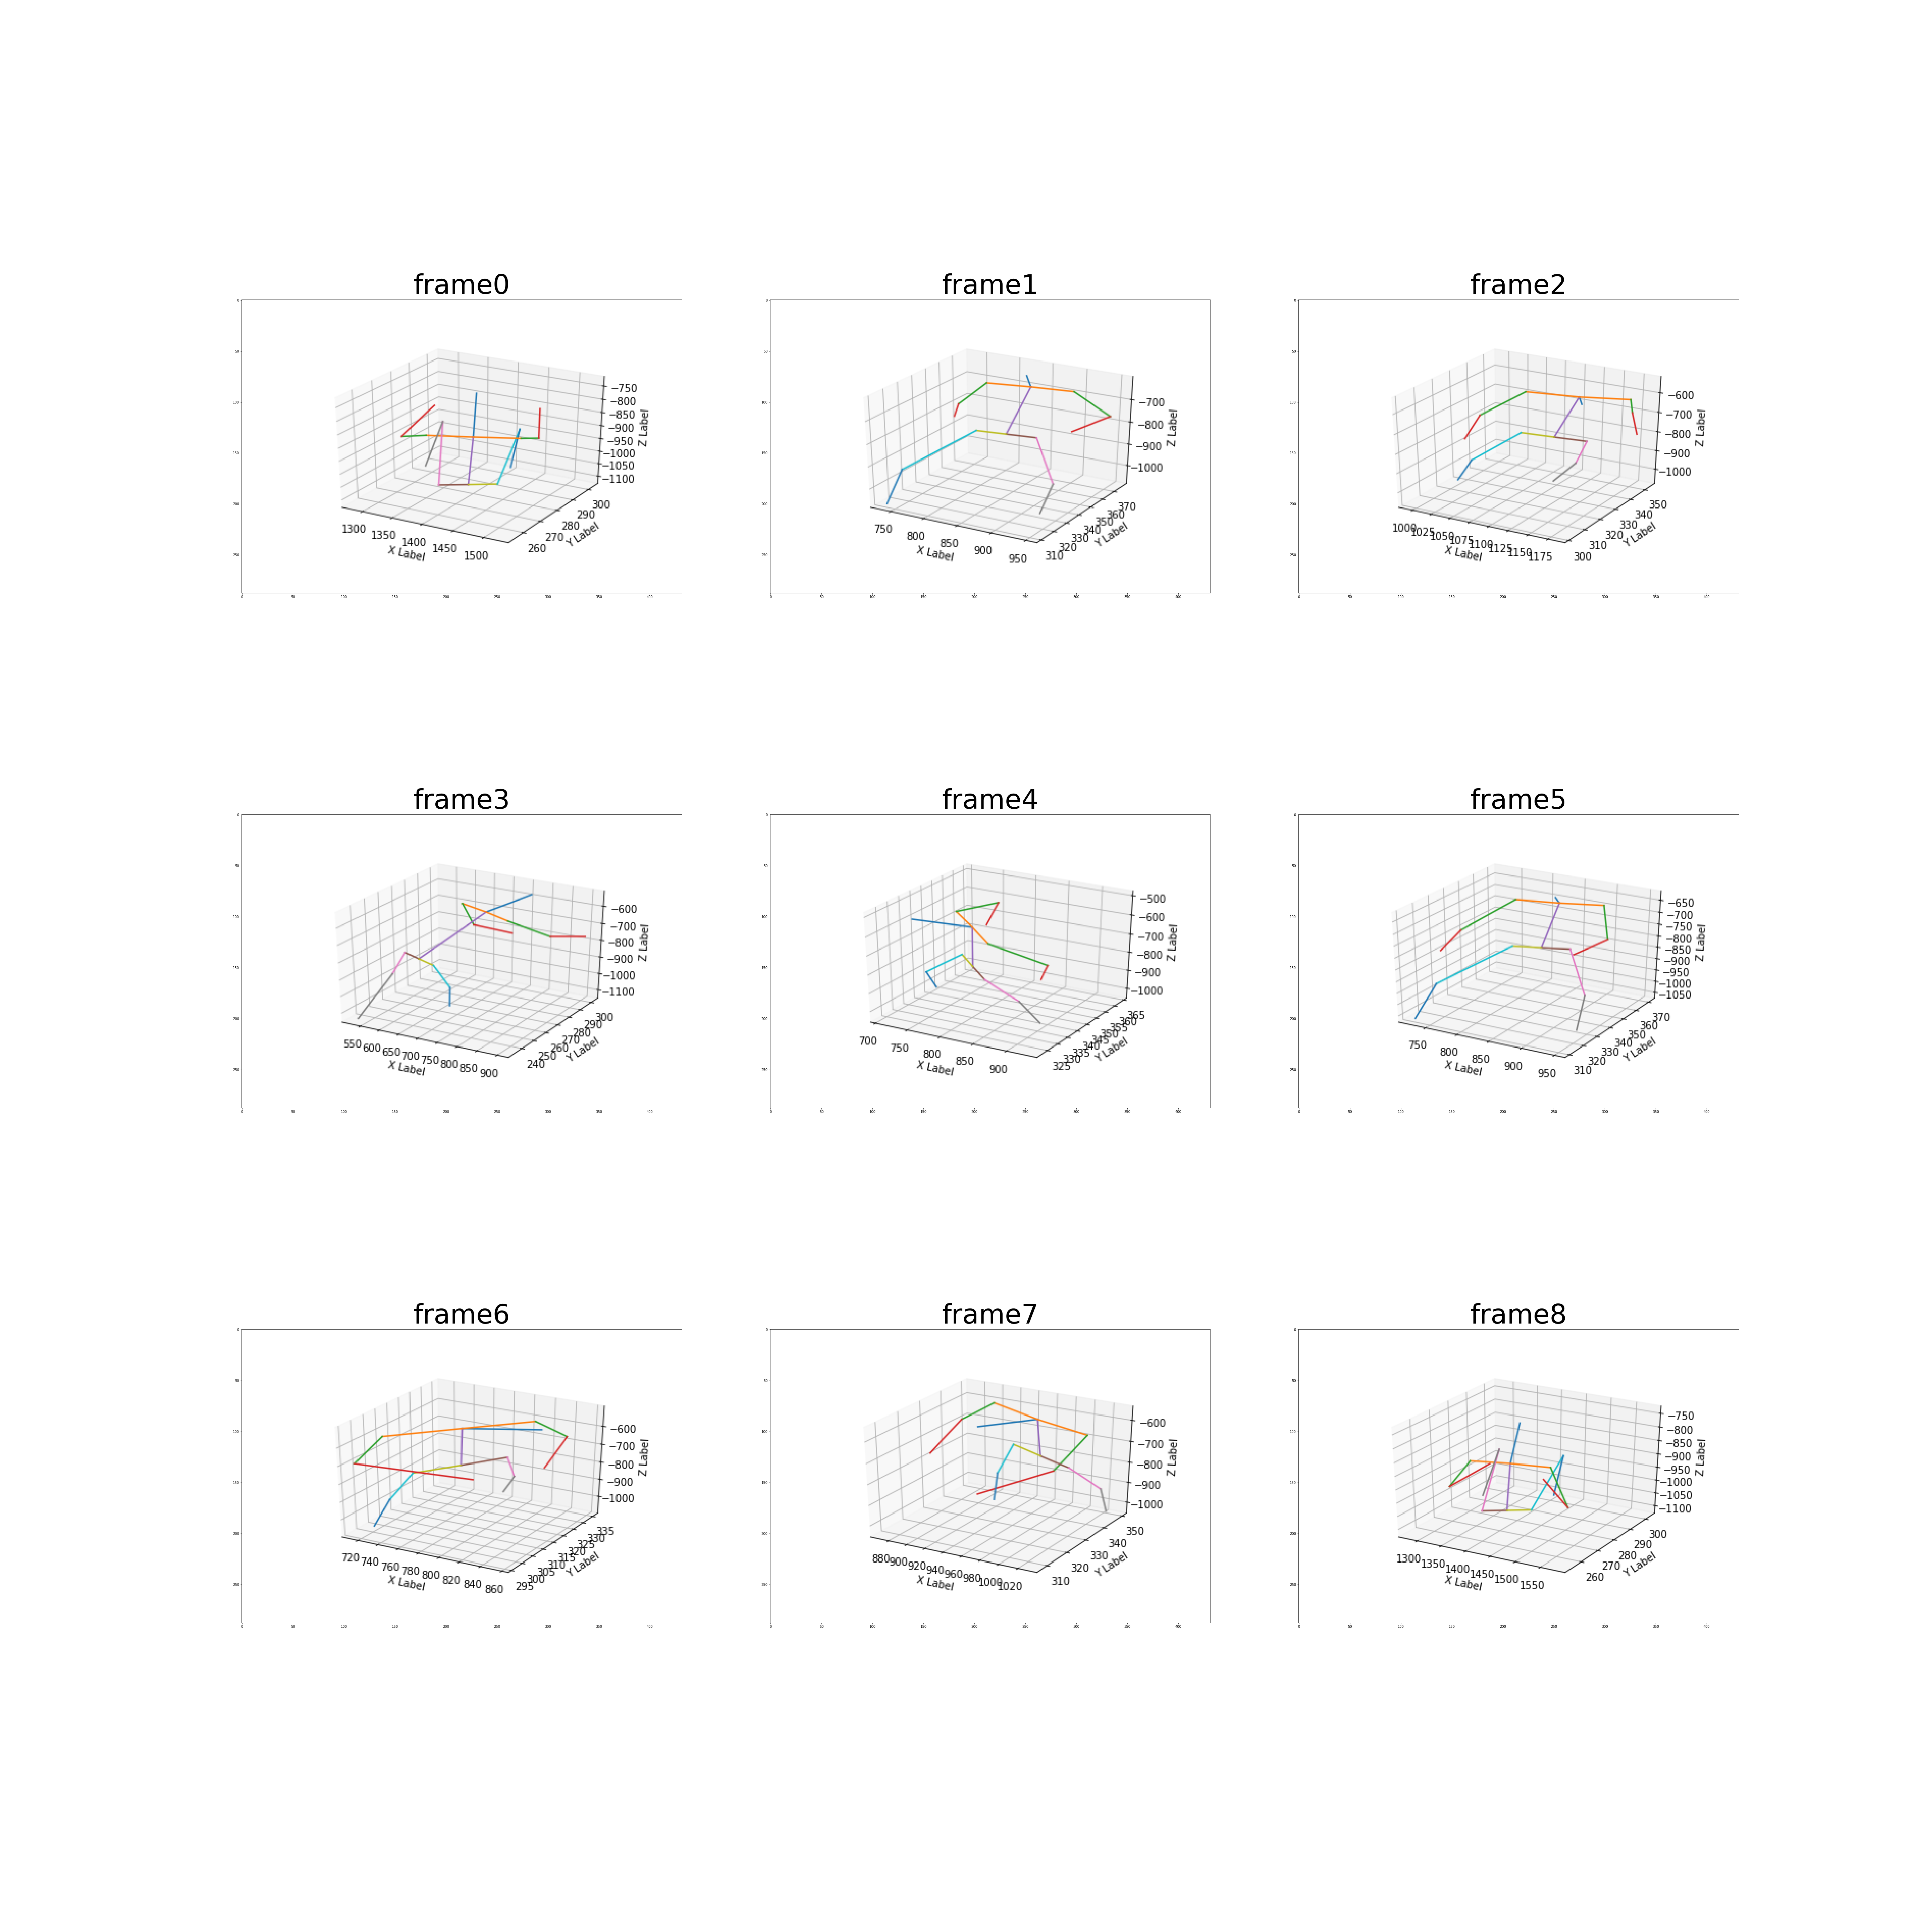 frame0 frame1 frame2
−750
−800
−850
−900
−950
−1000
−1050
−1100
Z Label
300
290
280
270
260
Y Label
1300 1350 1400 1450 1500
X Label
−700
−800
−900
−1000
Z Label
370
360
350
340
330
320
310
Y Label
750 800 850 900 950
X Label
−600
−700
−800
−900
−1000
Z Label
350
340
330
320
310
300
Y Label
1000 1025 1050 1075 1100 1125 1150 1175
X Label
frame3 frame4 frame5
−600
−700
−800
−900
−1000
−1100
Z Label
300
290
280
270
260
250
240
Y Label
550 600 650 700 750 800 850 900
X Label
−500
−600
−700
−800
−900
−1000
Z Label
365
360
355
350
345
340
335
330
325
Y Label
700 750 800 850 900
X Label
−650
−700
−750
−800
−850
−900
−950
−1000
−1050
Z Label
370
360
350
340
330
320
310
Y Label
750 800 850 900 950
X Label
frame6 frame7 frame8
−600
−700
−800
−900
−1000
Z Label
335
330
325
320
315
310
305
300
295
Y Label
720 740 760 780 800 820 840 860
X Label
−600
−700
−800
−900
−1000
Z Label
350
340
330
320
310
Y Label
880 900 920 940 960 980 1000 1020
X Label
−750
−800
−850
−900
−950
−1000
−1050
−1100
Z Label
300
290
280
270
260
Y Label
1300 1350 1400 1450 1500 1550
X Label